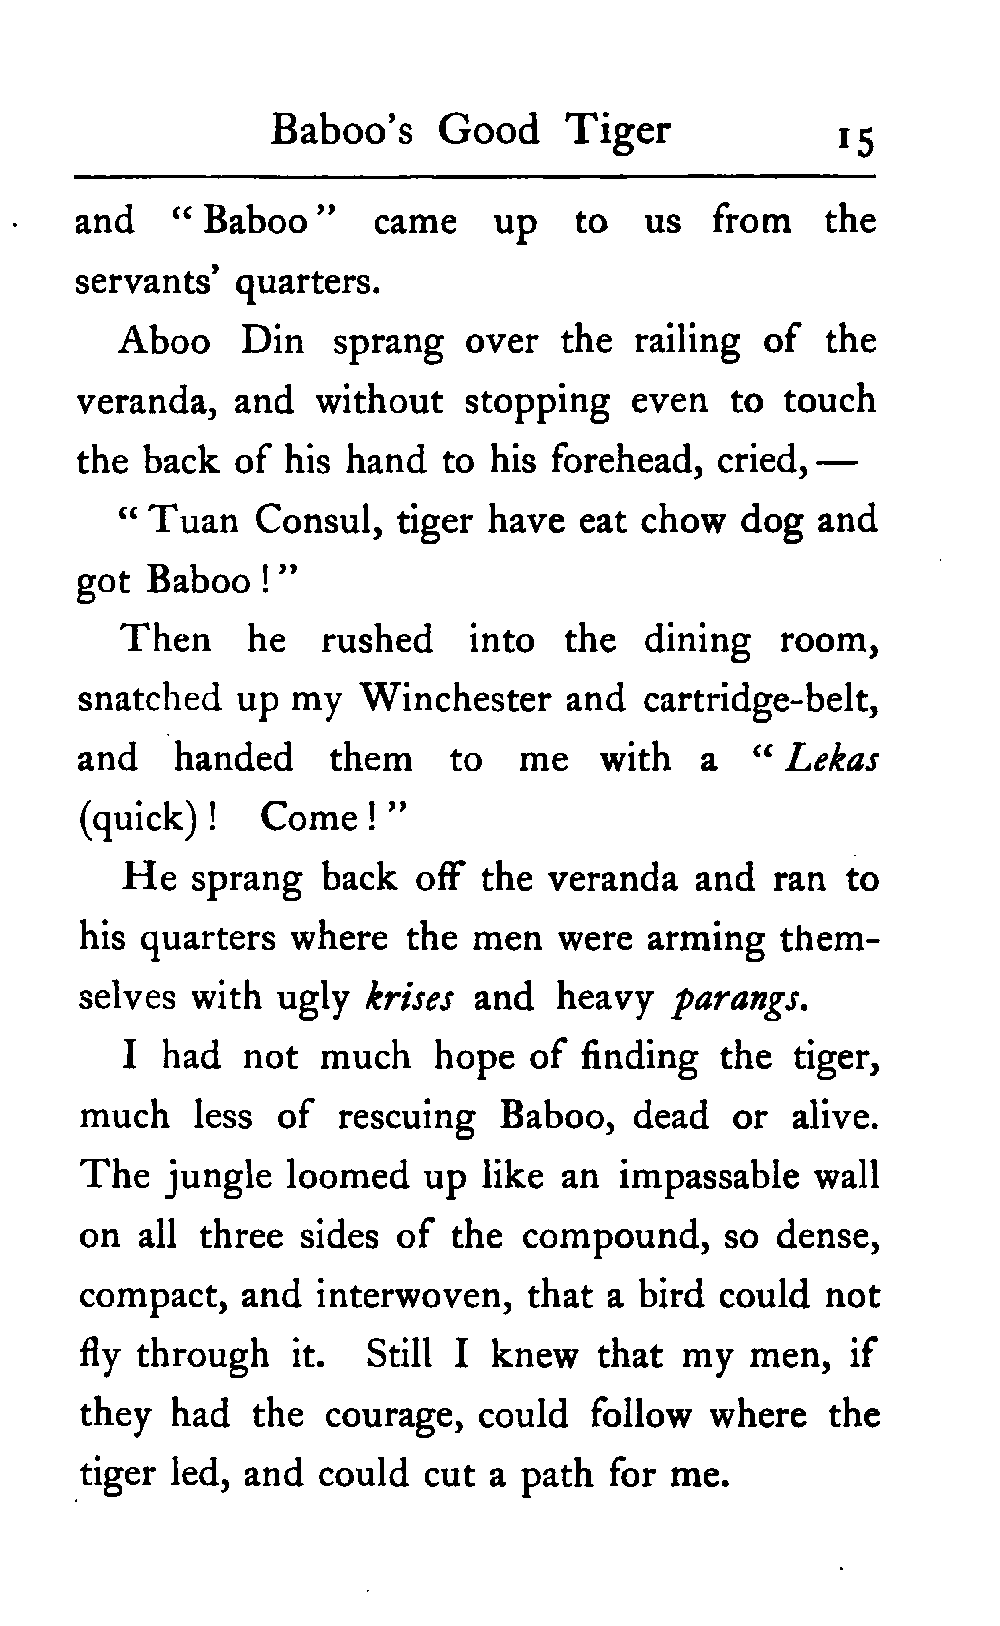 Baboo's Good Tiger 15
and "Baboo" came up to us from the
servants' quarters.
Aboo Din sprang over the railing of the
veranda, and without stopping even to touch
the back of his hand to his forehead, cried,—
"Tuan Consul, tiger have eat chow dog and
got Baboo!"
Then he rushed into the dining room,
snatched up my Winchester and cartridge-belt,
and handed them to me with a "Lekas
(quick)! Come!"
He sprang back off the veranda and ran to
his quarters where the men were arming them-
selves with ugly krises and heavy parangs.
I had not much hope of finding the tiger,
much less of rescuing Baboo, dead or alive.
The jungle loomed up like an impassable wall
on all three sides of the compound, so dense,
compact, and interwoven, that a bird could not
fly through it. Still I knew that my men, if
they had the courage, could follow where the
tiger led, and could cut a path for me.